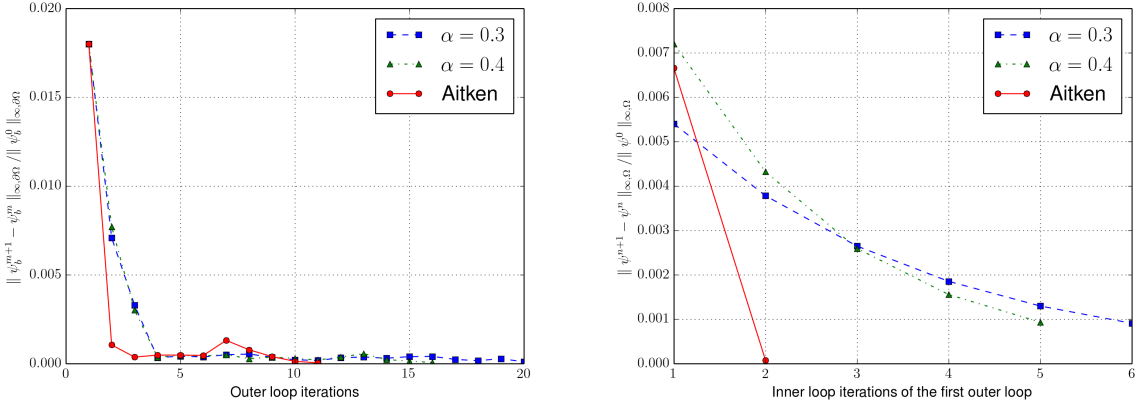 0.020
0.015
0.010
0.005
0.000
0
5
10
15
20
Outer loop iterations
‖ ψ_b^{m+1} − ψ_b^m ‖_{∞,∂Ω} / ‖ ψ_b^0 ‖_{∞,∂Ω}
α = 0.3
α = 0.4
Aitken
0.008
0.007
0.006
0.005
0.004
0.003
0.002
0.001
0.000
1
2
3
4
5
6
Inner loop iterations of the first outer loop
‖ ψ^{n+1} − ψ^n ‖_{∞,Ω} / ‖ ψ^0 ‖_{∞,Ω}
α = 0.3
α = 0.4
Aitken